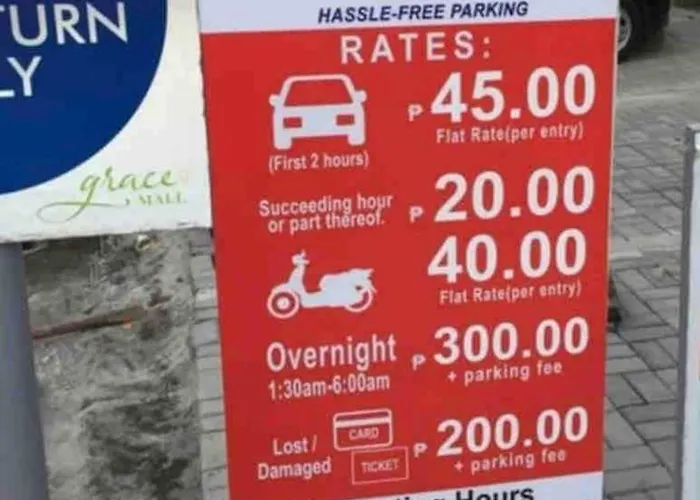 TURN
LY
grace
MALL
HASSLE-FREE PARKING
RATES:
₱ 45.00
Flat Rate(per entry)
(First 2 hours)
Succeeding hour
or part thereof.
₱ 20.00
40.00
Flat Rate(per entry)
Overnight
1:30am-6:00am
₱ 300.00
+ parking fee
Lost /
Damaged
CARD
TICKET
₱ 200.00
+ parking fee
Hours